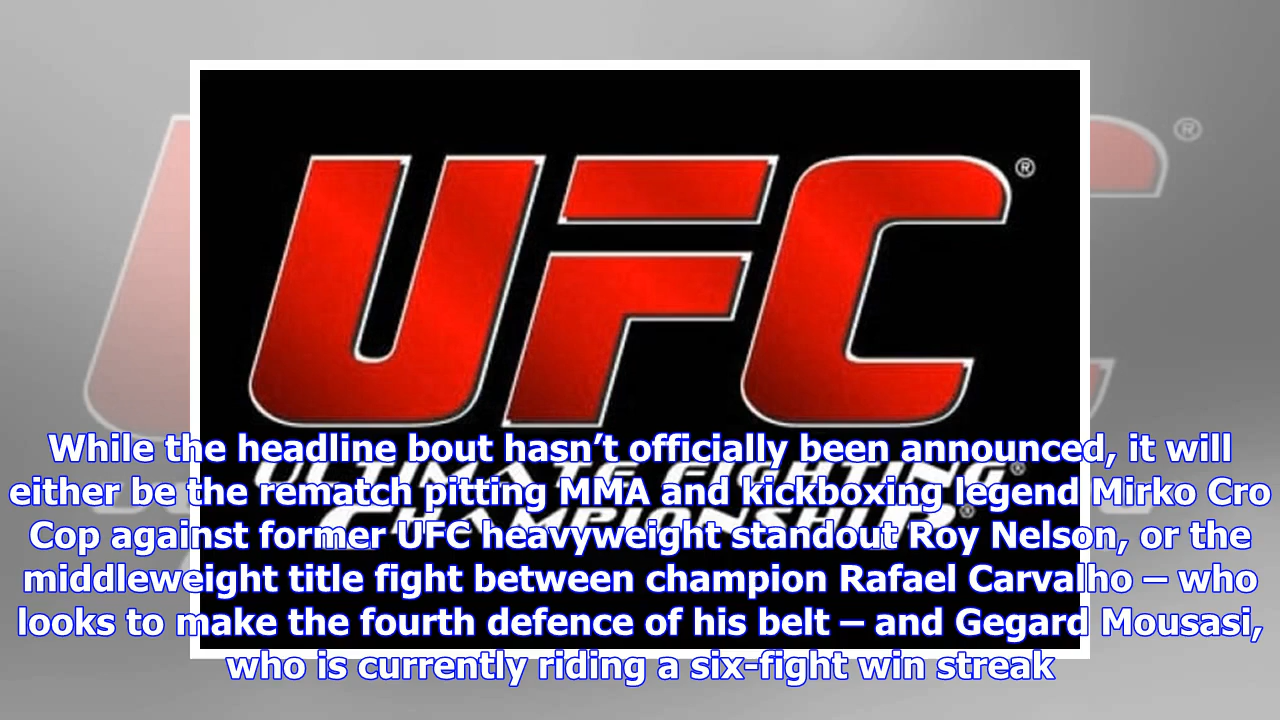 UFC®
While the headline bout hasn’t officially been announced, it will
ULTIMATE FIGHTING®
either be the rematch pitting MMA and kickboxing legend Mirko Cro
CHAMPIONSHIP®
Cop against former UFC heavyweight standout Roy Nelson, or the
middleweight title fight between champion Rafael Carvalho – who
looks to make the fourth defence of his belt – and Gegard Mousasi,
who is currently riding a six-fight win streak